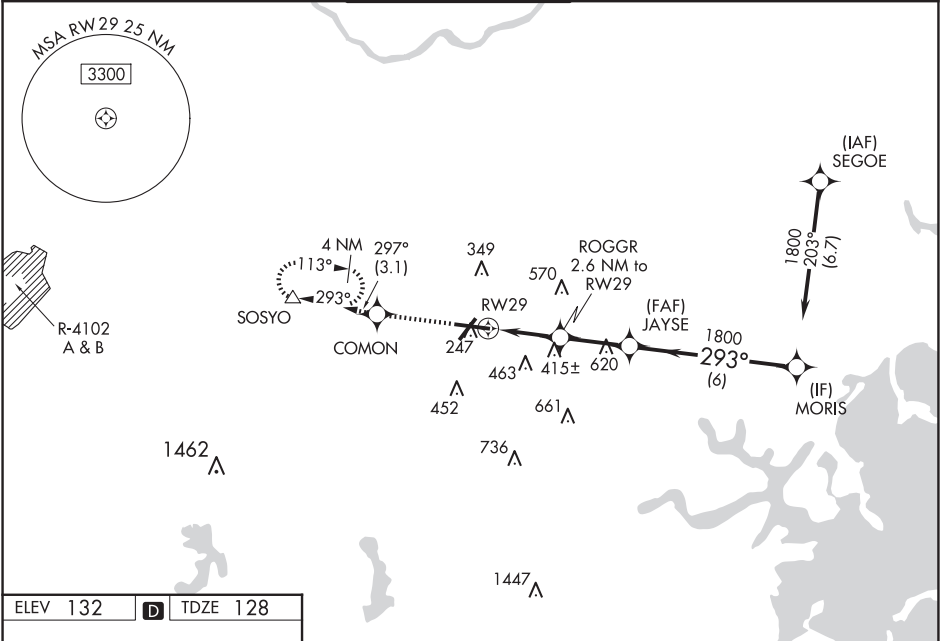 MSA RW29 25 NM
3300
(IAF)
SEGOE
1800
203°
(6.7)
4 NM
297°
(3.1)
113°
293°
SOSYO
COMON
349
570
ROGGR
2.6 NM to
RW29
RW29
(FAF)
JAYSE
1800
293°
(6)
(IF)
MORIS
R-4102
A & B
247
463
415±
620
452
661
736
1462
1447
ELEV 132
D
TDZE 128